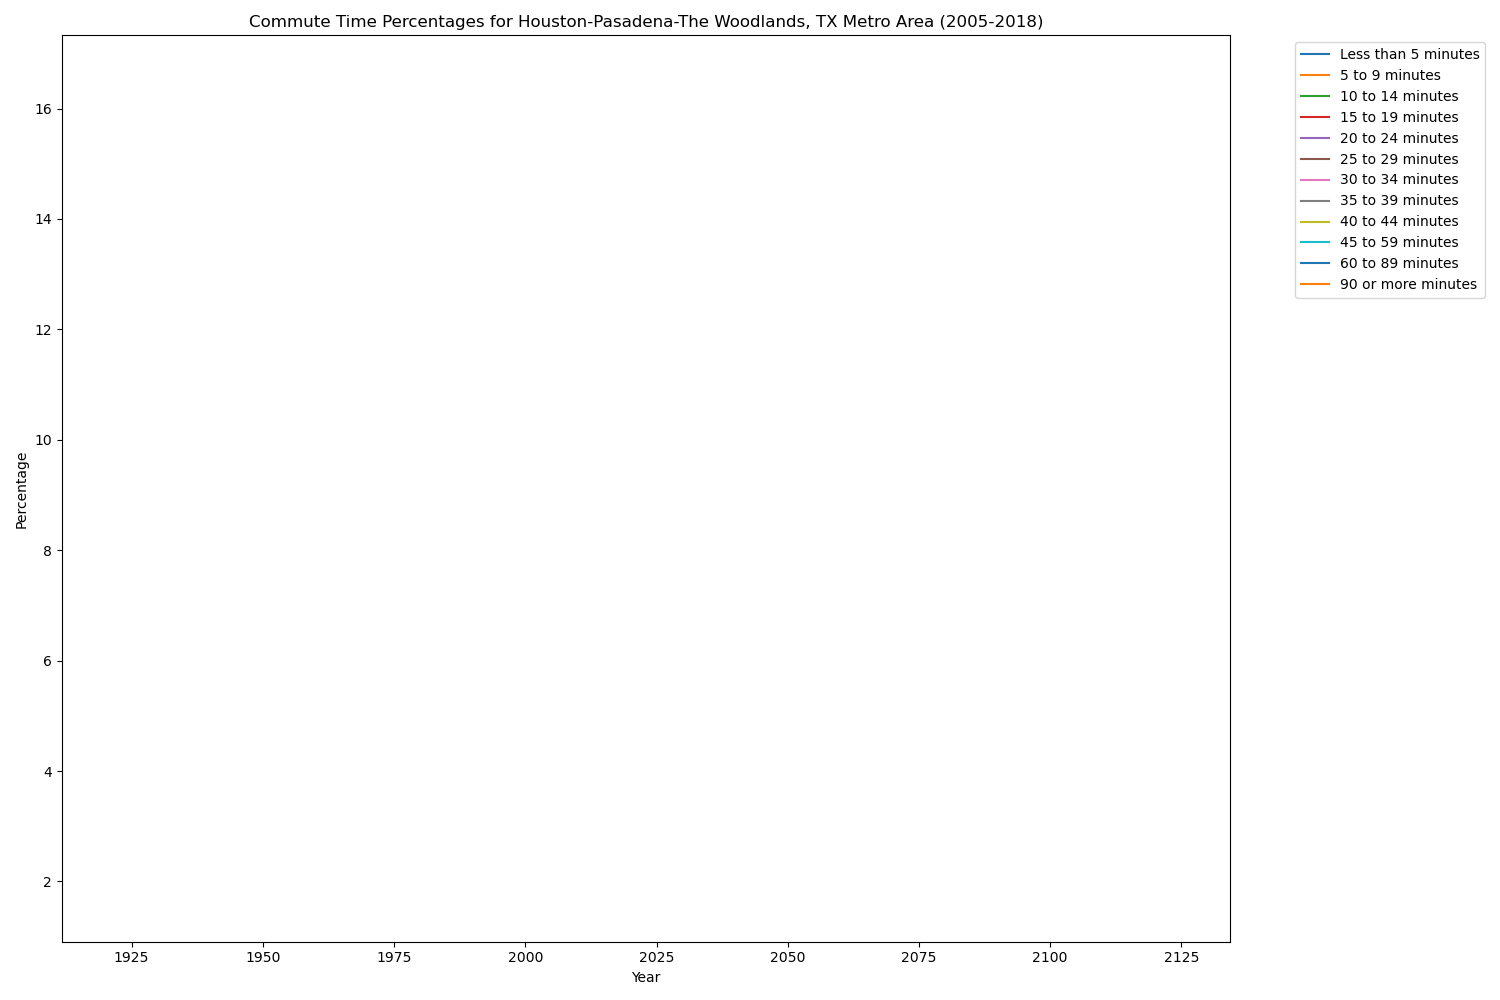 Commute Time Percentages for Houston-Pasadena-The Woodlands, TX Metro Area (2005-2018)
Less than 5 minutes
5 to 9 minutes
10 to 14 minutes
15 to 19 minutes
20 to 24 minutes
25 to 29 minutes
30 to 34 minutes
35 to 39 minutes
40 to 44 minutes
45 to 59 minutes
60 to 89 minutes
90 or more minutes
Percentage
16
14
12
10
8
6
4
2
1925 1950 1975 2000 2025 2050 2075 2100 2125
Year